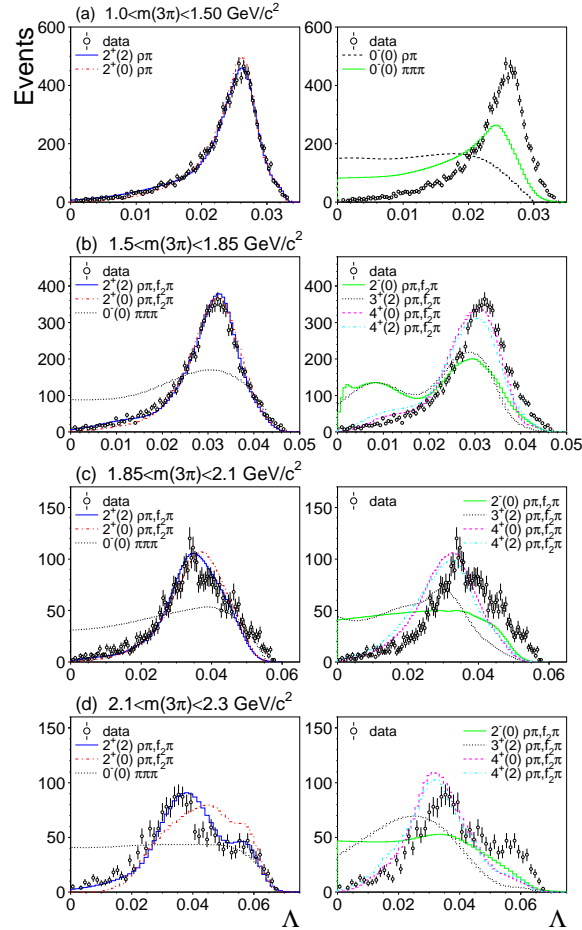 (a) 1.0<m(3π)<1.50 GeV/c²
Events
600
400
200
0
data
2⁺(2) ρπ
2⁺(0) ρπ
0 0.01 0.02 0.03
600
400
200
0
data
0⁻(0) ρπ
0⁻(0) πππ
0 0.01 0.02 0.03
(b) 1.5<m(3π)<1.85 GeV/c²
400
300
200
100
0
data
2⁺(2) ρπ,f₂π
2⁺(0) ρπ,f₂π
0⁻(0) πππ
0 0.01 0.02 0.03 0.04 0.05
400
300
200
100
0
data
2⁻(0) ρπ,f₂π
3⁺(2) ρπ,f₂π
4⁺(0) ρπ,f₂π
4⁺(2) ρπ,f₂π
0 0.01 0.02 0.03 0.04 0.05
(c) 1.85<m(3π)<2.1 GeV/c²
150
100
50
0
data
2⁺(2) ρπ,f₂π
2⁺(0) ρπ,f₂π
0⁻(0) πππ
0 0.02 0.04 0.06
150
100
50
0
data
2⁻(0) ρπ,f₂π
3⁺(2) ρπ,f₂π
4⁺(0) ρπ,f₂π
4⁺(2) ρπ,f₂π
0 0.02 0.04 0.06
(d) 2.1<m(3π)<2.3 GeV/c²
150
100
50
0
data
2⁺(2) ρπ,f₂π
2⁺(0) ρπ,f₂π
0⁻(0) πππ
0 0.02 0.04 0.06
Λ
150
100
50
0
data
2⁻(0) ρπ,f₂π
3⁺(2) ρπ,f₂π
4⁺(0) ρπ,f₂π
4⁺(2) ρπ,f₂π
0 0.02 0.04 0.06
Λ